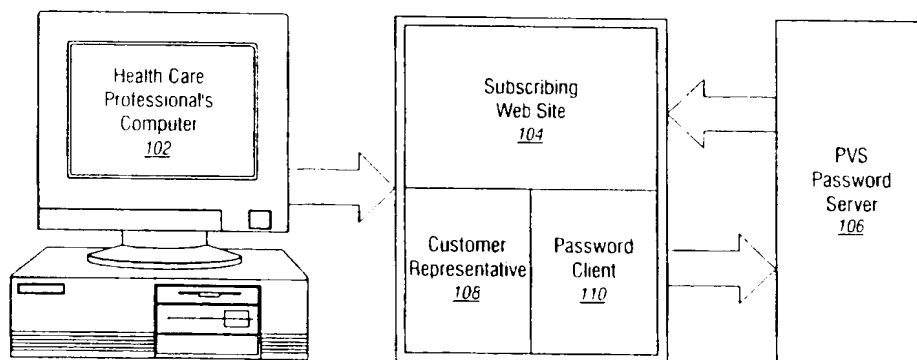 Health Care
Professional's
Computer
102
Subscribing
Web Site
104
Customer
Representative
108
Password
Client
110
PVS
Password
Server
106